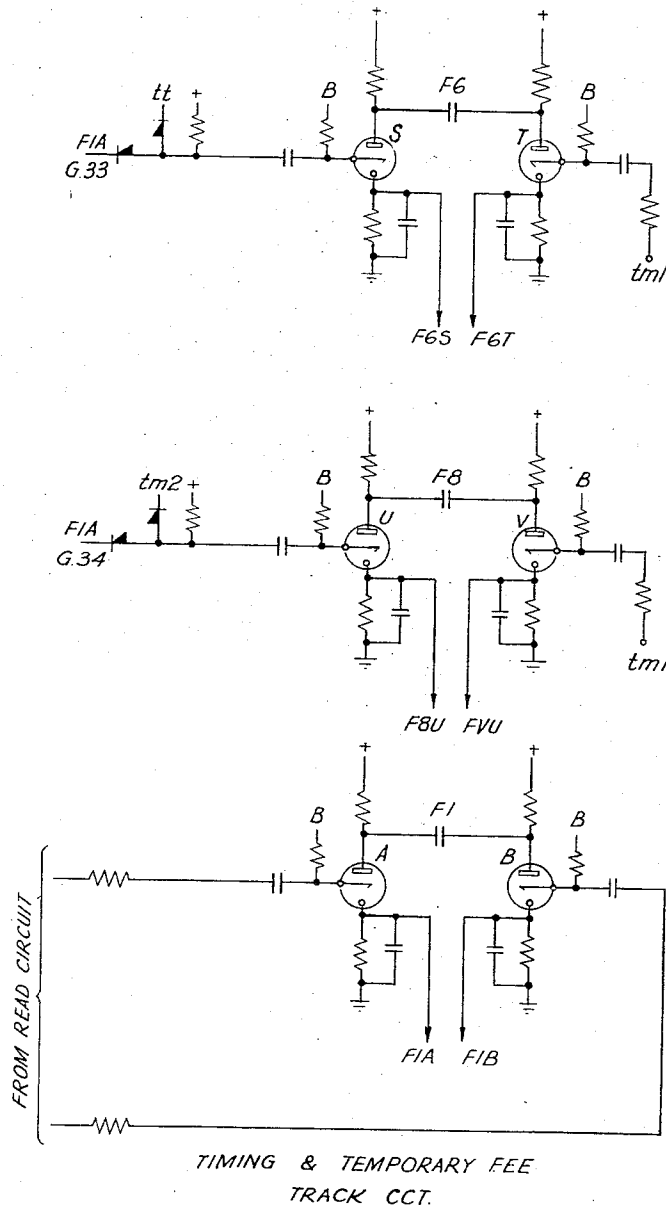 + +
F6
tt + B B
S T
F1A
G.33
tm1
F6S F6T
+ +
F8
tm2 + B B
U V
F1A
G.34
tm1
F8U FVU
+ +
F1
B B
A B
FROM READ CIRCUIT
F1A F1B
TIMING & TEMPORARY FEE
TRACK CCT.